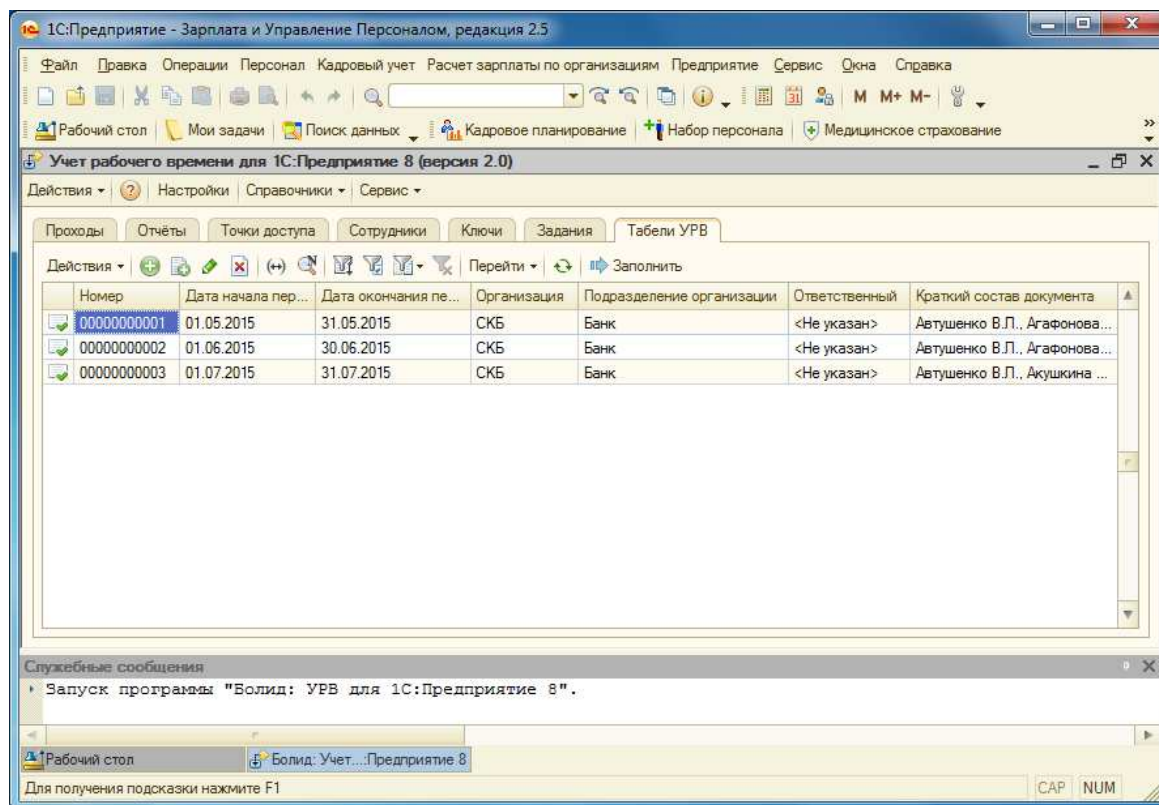 1С:Предприятие - Зарплата и Управление Персоналом, редакция 2.5
Файл Правка Операции Персонал Кадровый учет Расчет зарплаты по организациям Предприятие Сервис Окна Справка
M M+ M-
Рабочий стол Мои задачи Поиск данных Кадровое планирование Набор персонала Медицинское страхование
Учет рабочего времени для 1С:Предприятие 8 (версия 2.0)
Действия Настройки Справочники Сервис
Проходы Отчёты Точки доступа Сотрудники Ключи Задания Табели УРВ
Действия Перейти Заполнить
Номер Дата начала пер... Дата окончания пе... Организация Подразделение организации Ответственный Краткий состав документа
00000000001 01.05.2015 31.05.2015 СКБ Банк <Не указан> Автушенко В.Л., Агафонова...
00000000002 01.06.2015 30.06.2015 СКБ Банк <Не указан> Автушенко В.Л., Агафонова...
00000000003 01.07.2015 31.07.2015 СКБ Банк <Не указан> Автушенко В.Л., Акушкина ...
Служебные сообщения
Запуск программы "Болид: УРВ для 1С:Предприятие 8".
Рабочий стол Болид: Учет...:Предприятие 8
Для получения подсказки нажмите F1 CAP NUM